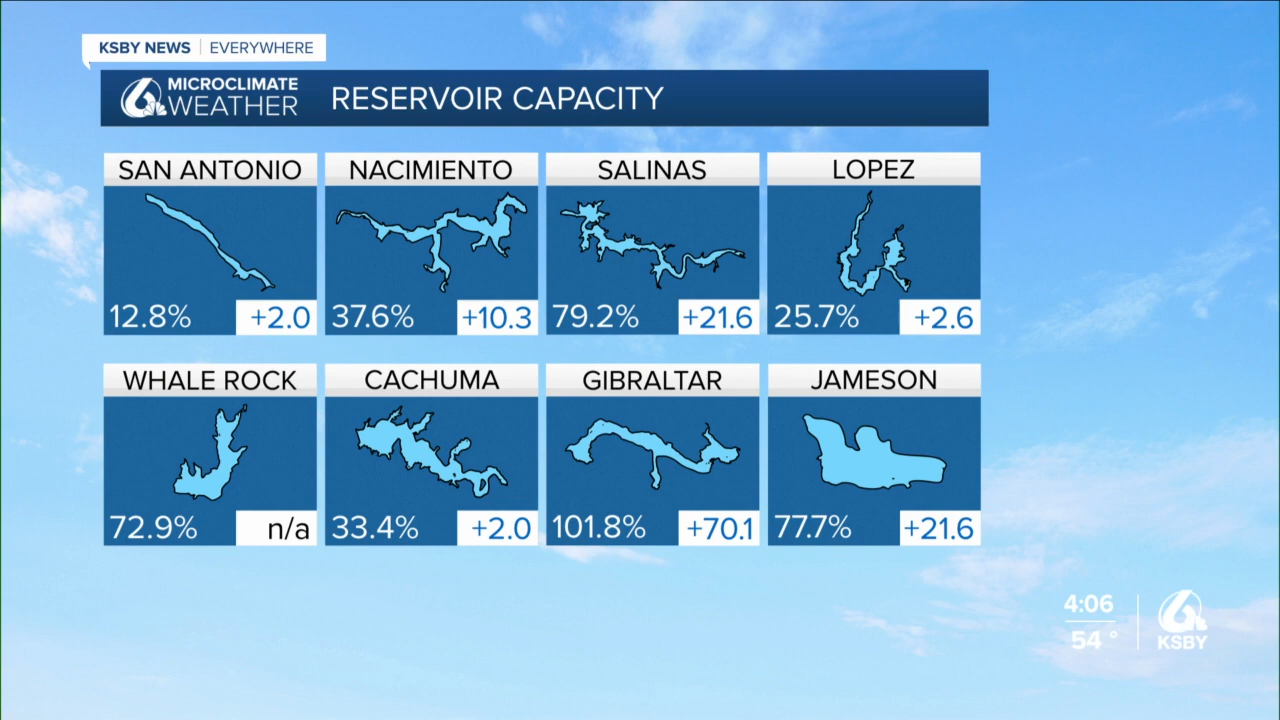 KSBY NEWS | EVERYWHERE
6 MICROCLIMATE
WEATHER
RESERVOIR CAPACITY
SAN ANTONIO
12.8% +2.0
NACIMIENTO
37.6% +10.3
SALINAS
79.2% +21.6
LOPEZ
25.7% +2.6
WHALE ROCK
72.9% n/a
CACHUMA
33.4% +2.0
GIBRALTAR
101.8% +70.1
JAMESON
77.7% +21.6
4:06
54 °
6
KSBY